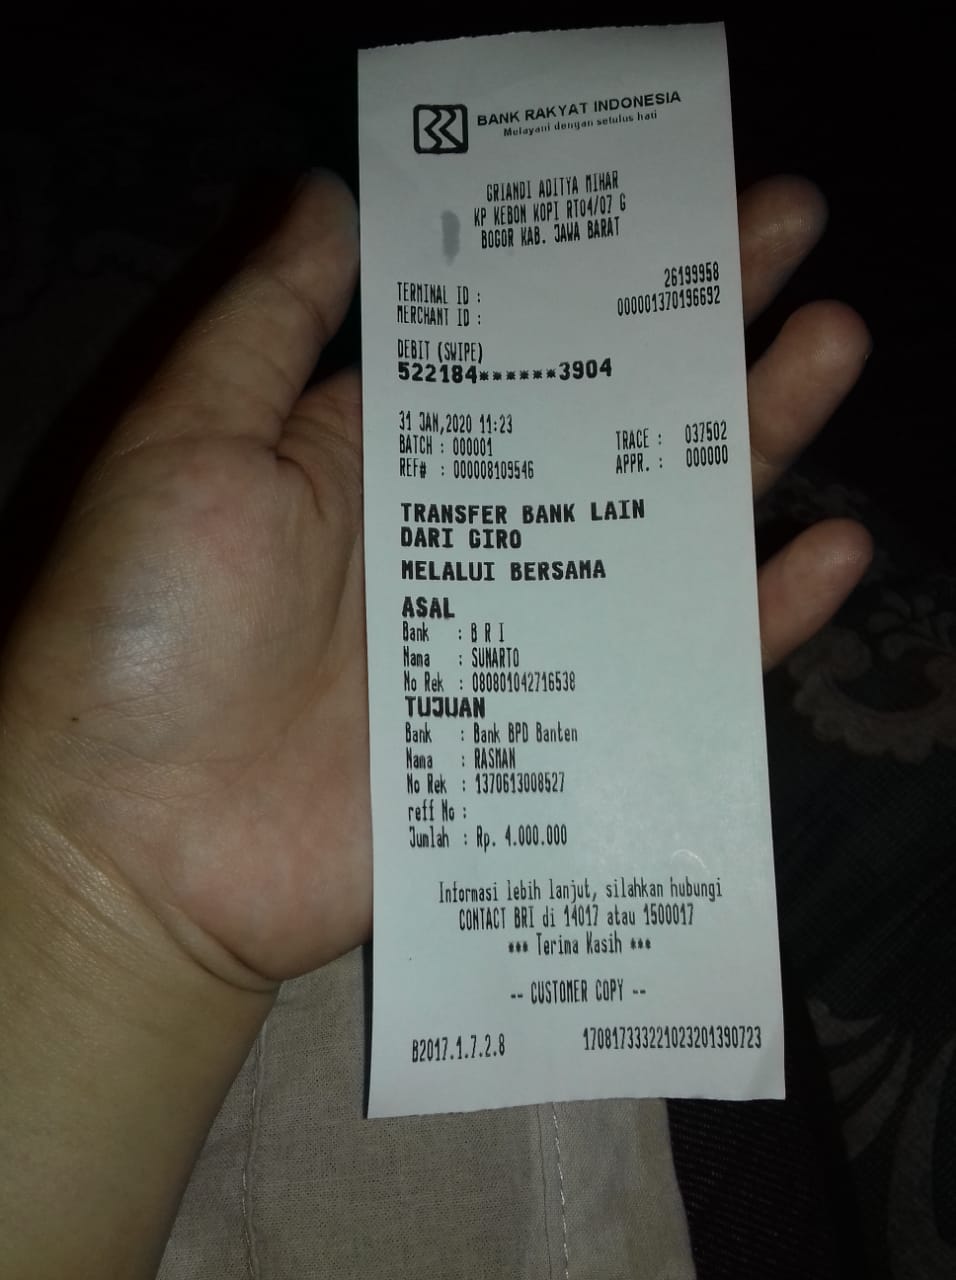 BANK RAKYAT INDONESIA
Melayani dengan setulus hati
GRIANDI ADITYA MIHAR
KP KEBON KOPI RT04/07 G
BOGOR KAB. JAWA BARAT
TERMINAL ID : 26199958
MERCHANT ID : 000001370196692
DEBIT (SWIPE)
522184******3904
31 JAN,2020 11:23
BATCH : 000001 TRACE : 037502
REF# : 000008109546 APPR. : 000000
TRANSFER BANK LAIN
DARI GIRO
MELALUI BERSAMA
ASAL
Bank : B R I
Nama : SUNARTO
No Rek : 080801042716538
TUJUAN
Bank : Bank BPD Banten
Nama : RASMAN
No Rek : 1370613008527
reff No :
Jumlah : Rp. 4.000.000
Informasi lebih lanjut, silahkan hubungi
CONTACT BRI di 14017 atau 1500017
*** Terima Kasih ***
-- CUSTOMER COPY --
B2017.1.7.2.8 170817333221023201390723